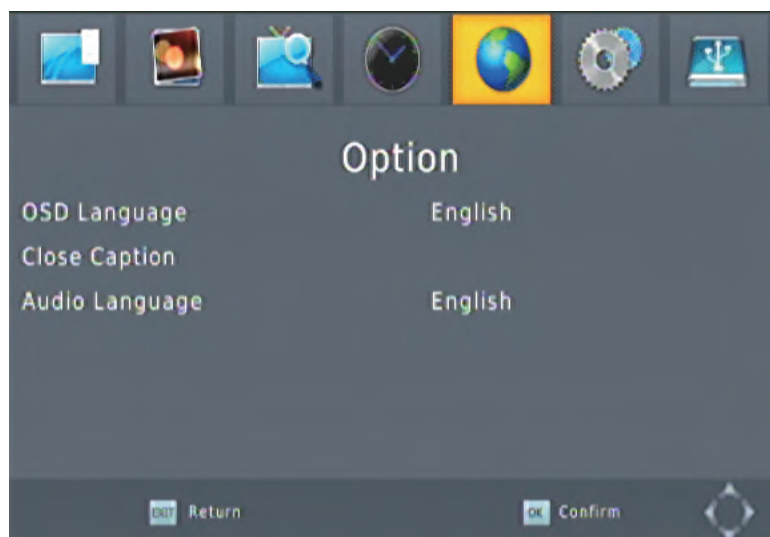 Option
OSD Language English
Close Caption
Audio Language English
EXIT Return OK Confirm